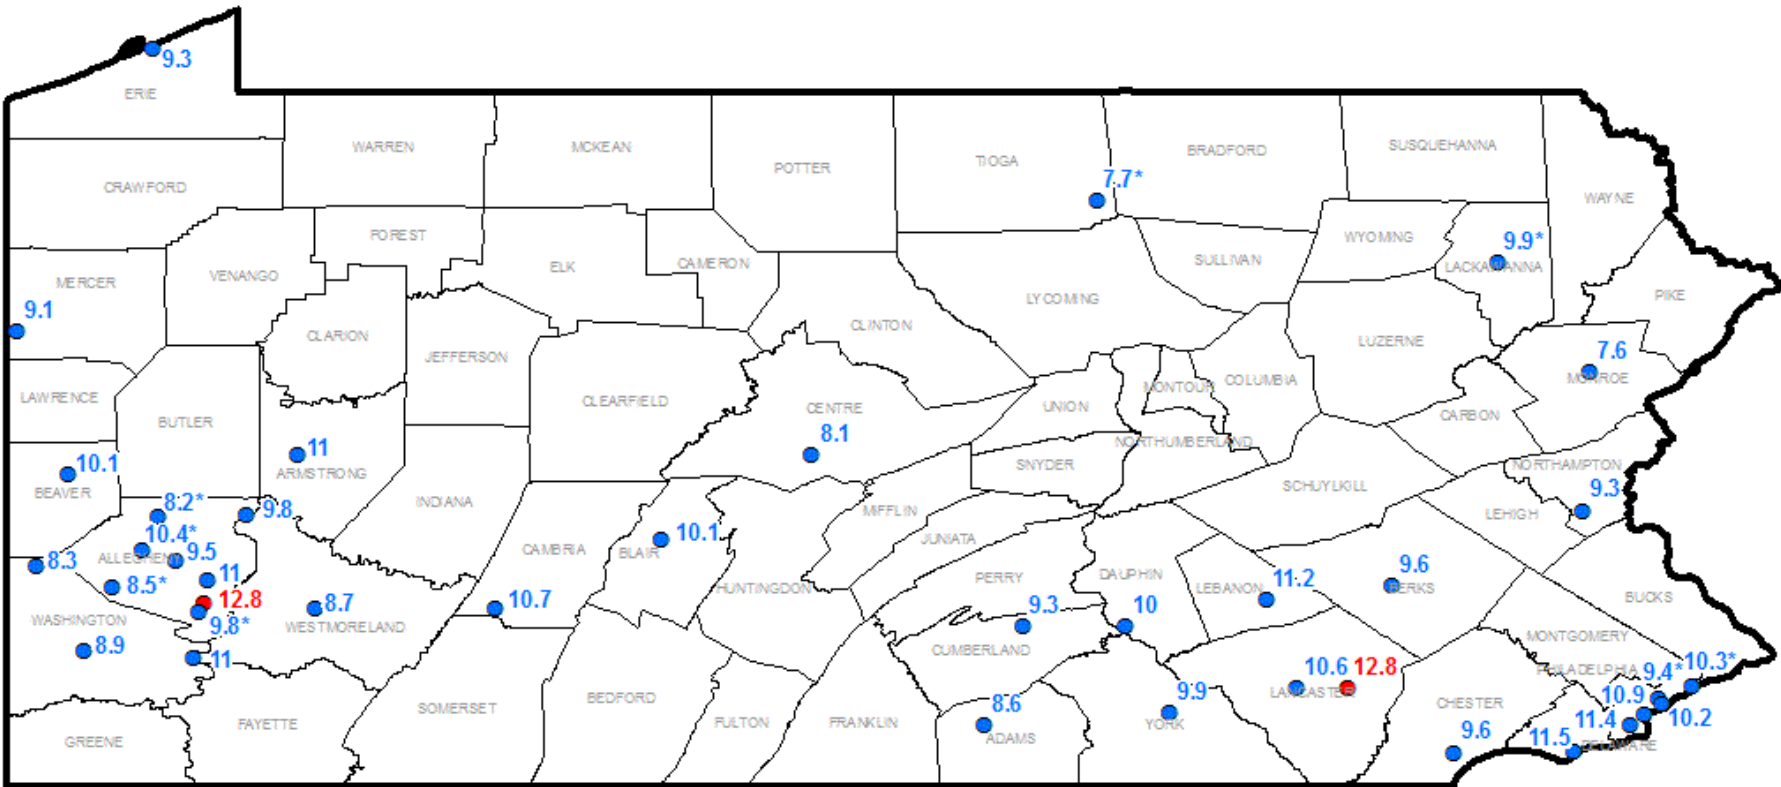 9.3
ERIE
WARREN
MCKEAN
POTTER
TIOGA
BRADFORD
SUSQUEHANNA
CRAWFORD
7.7*
WAYNE
FOREST
WYOMING
9.9*
VENANGO
ELK
CAMERON
SULLIVAN
LACKAWANNA
MERCER
9.1
LYCOMING
PIKE
CLARION
CLINTON
JEFFERSON
LUZERNE
7.6
MONROE
LAWRENCE
CLEARFIELD
CENTRE
UNION
MONTOUR
COLUMBIA
CARBON
BUTLER
8.1
11
NORTHUMBERLAND
10.1
ARMSTRONG
SNYDER
NORTHAMPTON
BEAVER
INDIANA
SCHUYLKILL
9.3
8.2*
9.8
MIFFLIN
LEHIGH
10.4*
10.1
JUNIATA
ALLEGHENY
9.5
CAMBRIA
BLAIR
8.3
8.5*
11
HUNTINGDON
PERRY
DAUPHIN
LEBANON
11.2
9.6
BERKS
BUCKS
12.8
8.7
10.7
9.3
10
WASHINGTON
9.8*
WESTMORELAND
MONTGOMERY
8.9
11
CUMBERLAND
PHILADELPHIA
9.4*
10.3*
10.6
12.8
LANCASTER
9.9
BEDFORD
SOMERSET
8.6
10.9
CHESTER
10.2
GREENE
FAYETTE
FULTON
FRANKLIN
ADAMS
YORK
9.6
11.4
11.5
DELAWARE